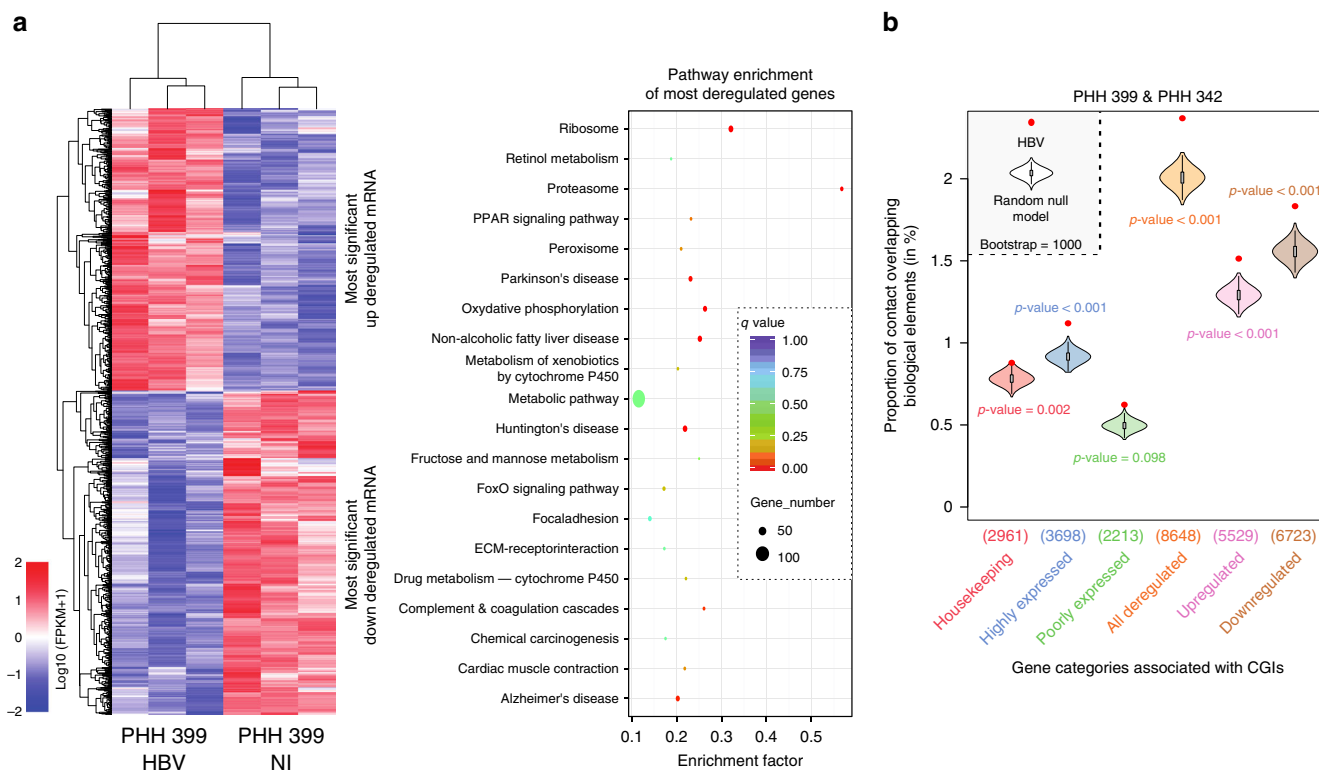 a
Most significant
up deregulated mRNA
Most significant
down deregulated mRNA
2
1
0
−1
−2
Log10 (FPKM+1)
PHH 399
HBV
PHH 399
NI
Pathway enrichment
of most deregulated genes
Ribosome
Retinol metabolism
Proteasome
PPAR signaling pathway
Peroxisome
Parkinson's disease
Oxydative phosphorylation
Non-alcoholic fatty liver disease
Metabolism of xenobiotics
by cytochrome P450
Metabolic pathway
Huntington's disease
Fructose and mannose metabolism
FoxO signaling pathway
Focaladhesion
ECM-receptorinteraction
Drug metabolism — cytochrome P450
Complement & coagulation cascades
Chemical carcinogenesis
Cardiac muscle contraction
Alzheimer's disease
0.1 0.2 0.3 0.4 0.5
Enrichment factor
q value
1.00
0.75
0.50
0.25
0.00
Gene_number
50
100
b
PHH 399 & PHH 342
Proportion of contact overlapping
biological elements (in %)
2
1.5
1
0.5
0
HBV
Random null
model
Bootstrap = 1000
p-value = 0.002
p-value < 0.001
p-value = 0.098
p-value < 0.001
p-value < 0.001
p-value < 0.001
(2961) (3698) (2213) (8648) (5529) (6723)
Housekeeping
Highly expressed
Poorly expressed
All deregulated
Upregulated
Downregulated
Gene categories associated with CGIs